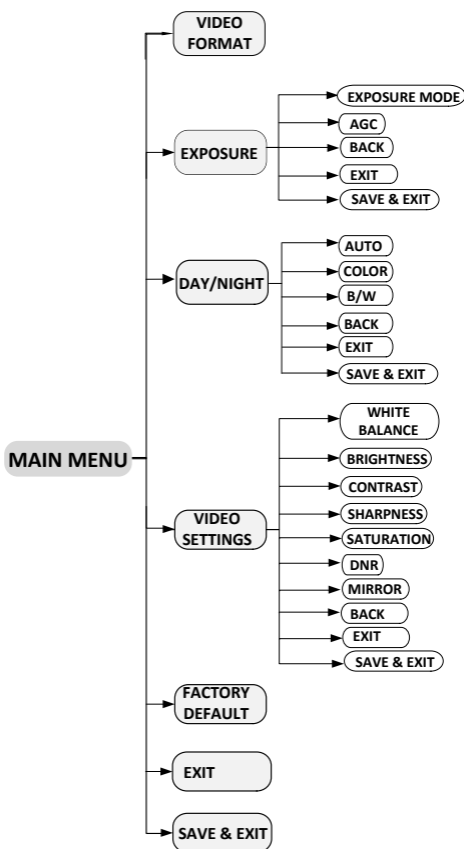 VIDEO
FORMAT
EXPOSURE MODE
AGC
BACK
EXPOSURE
EXIT
SAVE & EXIT
AUTO
COLOR
DAY/NIGHT
B/W
BACK
EXIT
SAVE & EXIT
WHITE
BALANCE
MAIN MENU
BRIGHTNESS
CONTRAST
VIDEO
SETTINGS
SHARPNESS
SATURATION
DNR
MIRROR
BACK
EXIT
SAVE & EXIT
FACTORY
DEFAULT
EXIT
SAVE & EXIT